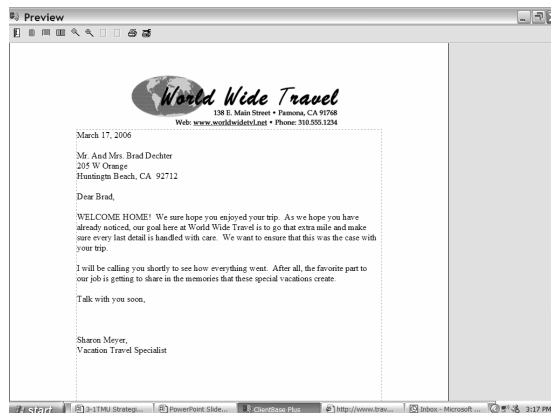 Preview
World Wide Travel
138 E. Main Street • Pamona, CA 91768
Web: www.worldwidetvl.net • Phone: 310.555.1234
March 17, 2006
Mr. And Mrs. Brad Dechter
205 W Orange
Huntingtn Beach, CA 92712
Dear Brad,
WELCOME HOME! We sure hope you enjoyed your trip. As we hope you have
already noticed, our goal here at World Wide Travel is to go that extra mile and make
sure every last detail is handled with care. We want to ensure that this was the case with
your trip.
I will be calling you shortly to see how everything went. After all, the favorite part to
our job is getting to share in the memories that these special vacations create.
Talk with you soon,
Sharon Meyer,
Vacation Travel Specialist
start 3-1TMU Strategi... PowerPoint Slide... ClientBase Plus http://www.trav... Inbox - Microsoft ... 3:17 PM